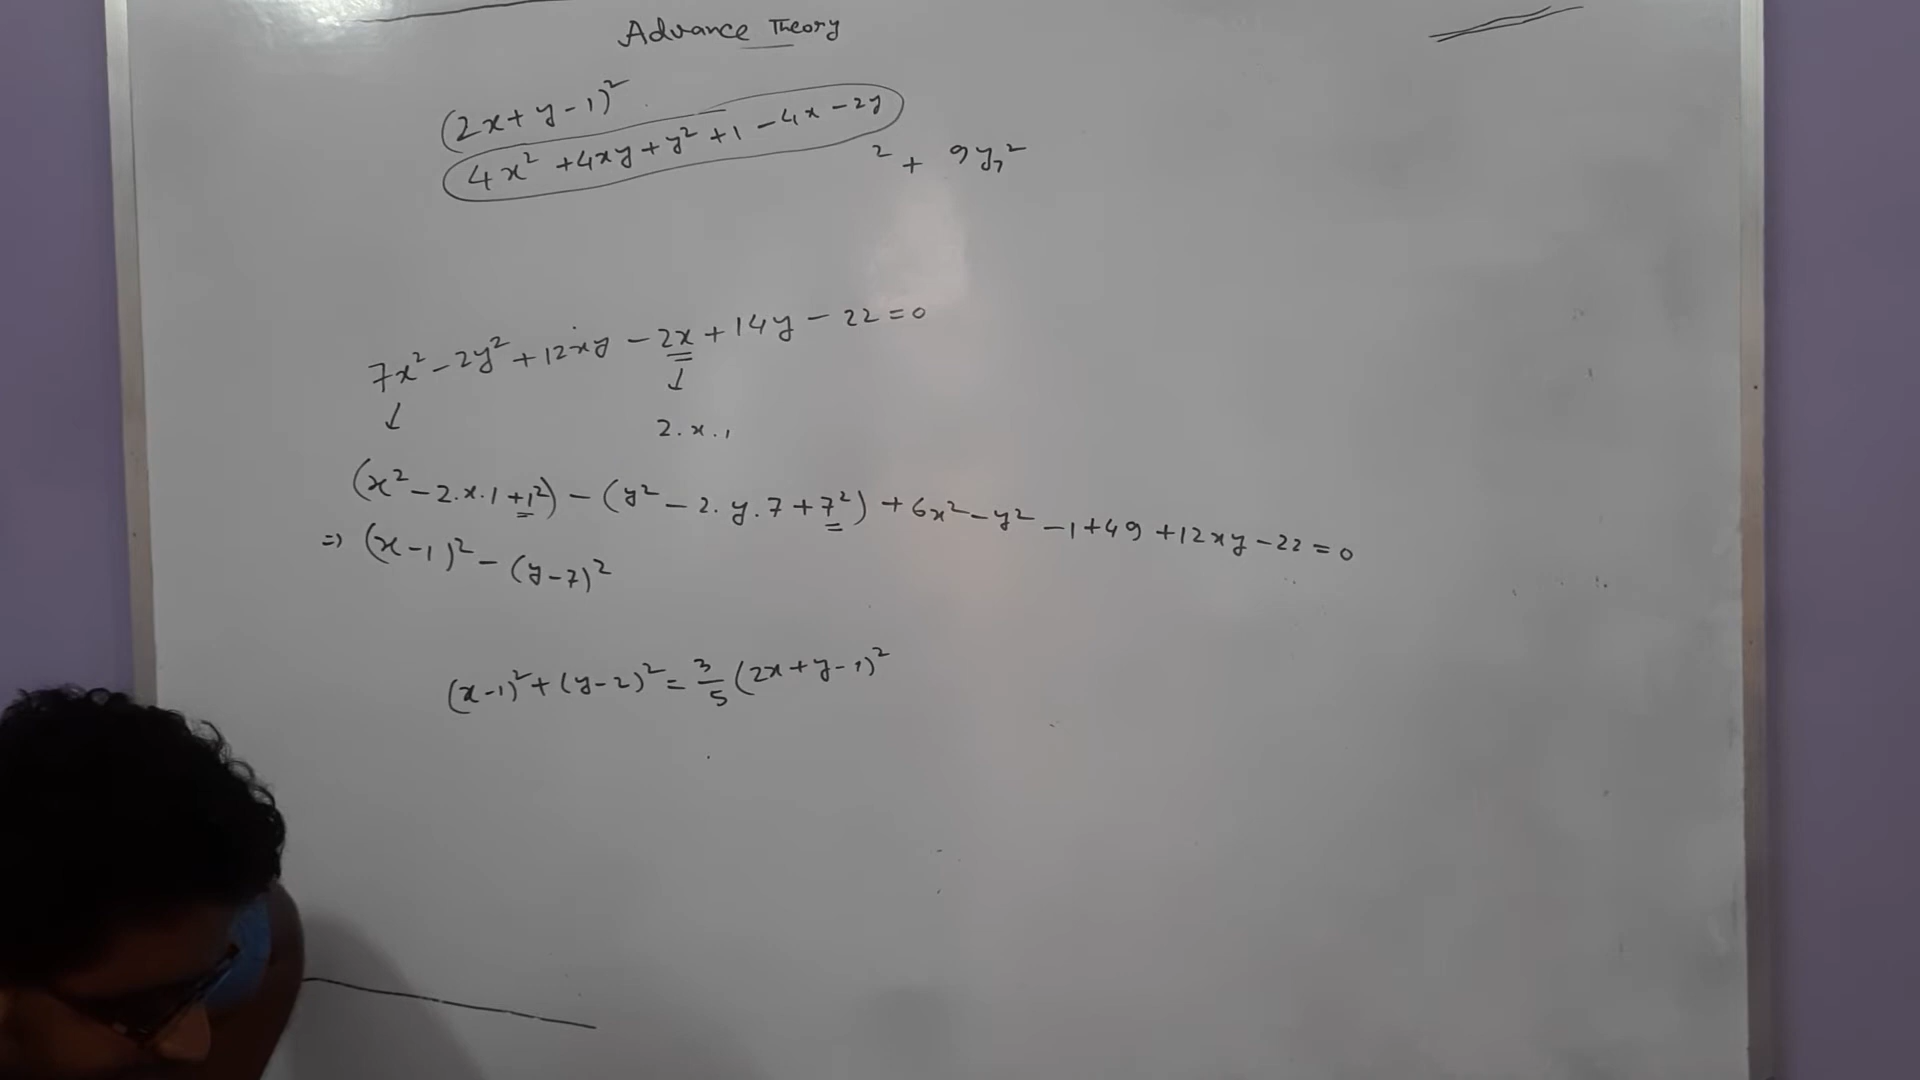 Advance Theory
(2x+y-1)²
4x² +4xy+y² +1 -4x -2y
² + 9y²
7x² -2y² +12xy -2x +14y -22 =0
2.x.1
(x² -2.x.1 +1²) - (y² -2.y.7 +7²) +6x² -y² -1+49 +12xy -22 =0
⇒ (x-1)² - (y-7)²
(x-1)² + (y-2)² = 3/5 (2x+y-1)²